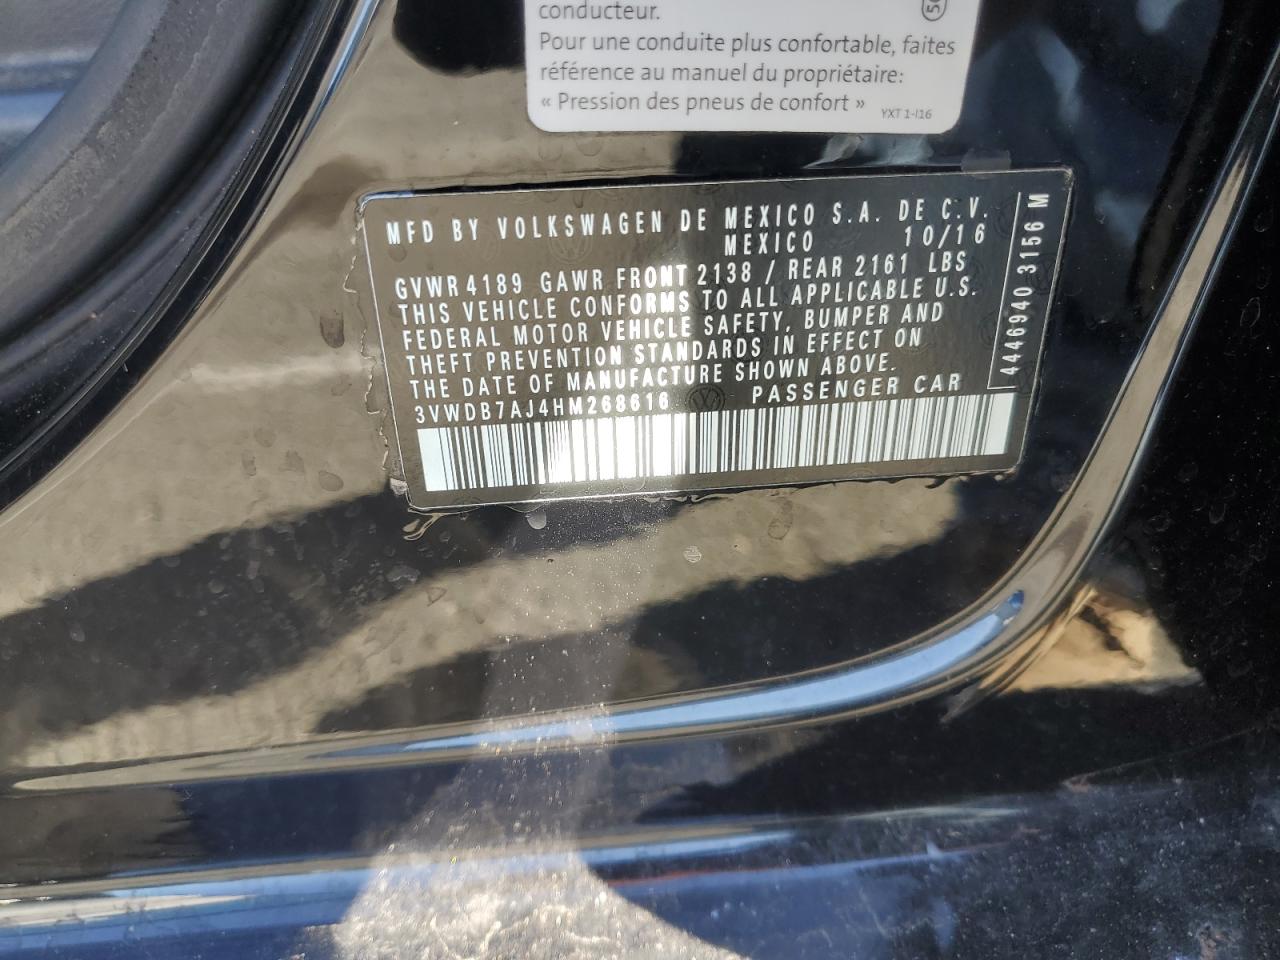 conducteur.
Pour une conduite plus confortable, faites
référence au manuel du propriétaire:
« Pression des pneus de confort »
YXT 1-I16
MFD BY VOLKSWAGEN DE MEXICO S.A. DE C.V.
MEXICO 10/16
GVWR 4189 GAWR FRONT 2138 / REAR 2161 LBS
THIS VEHICLE CONFORMS TO ALL APPLICABLE U.S.
FEDERAL MOTOR VEHICLE SAFETY, BUMPER AND
THEFT PREVENTION STANDARDS IN EFFECT ON
THE DATE OF MANUFACTURE SHOWN ABOVE.
3VWDB7AJ4HM268616 PASSENGER CAR
4446940 3156 M